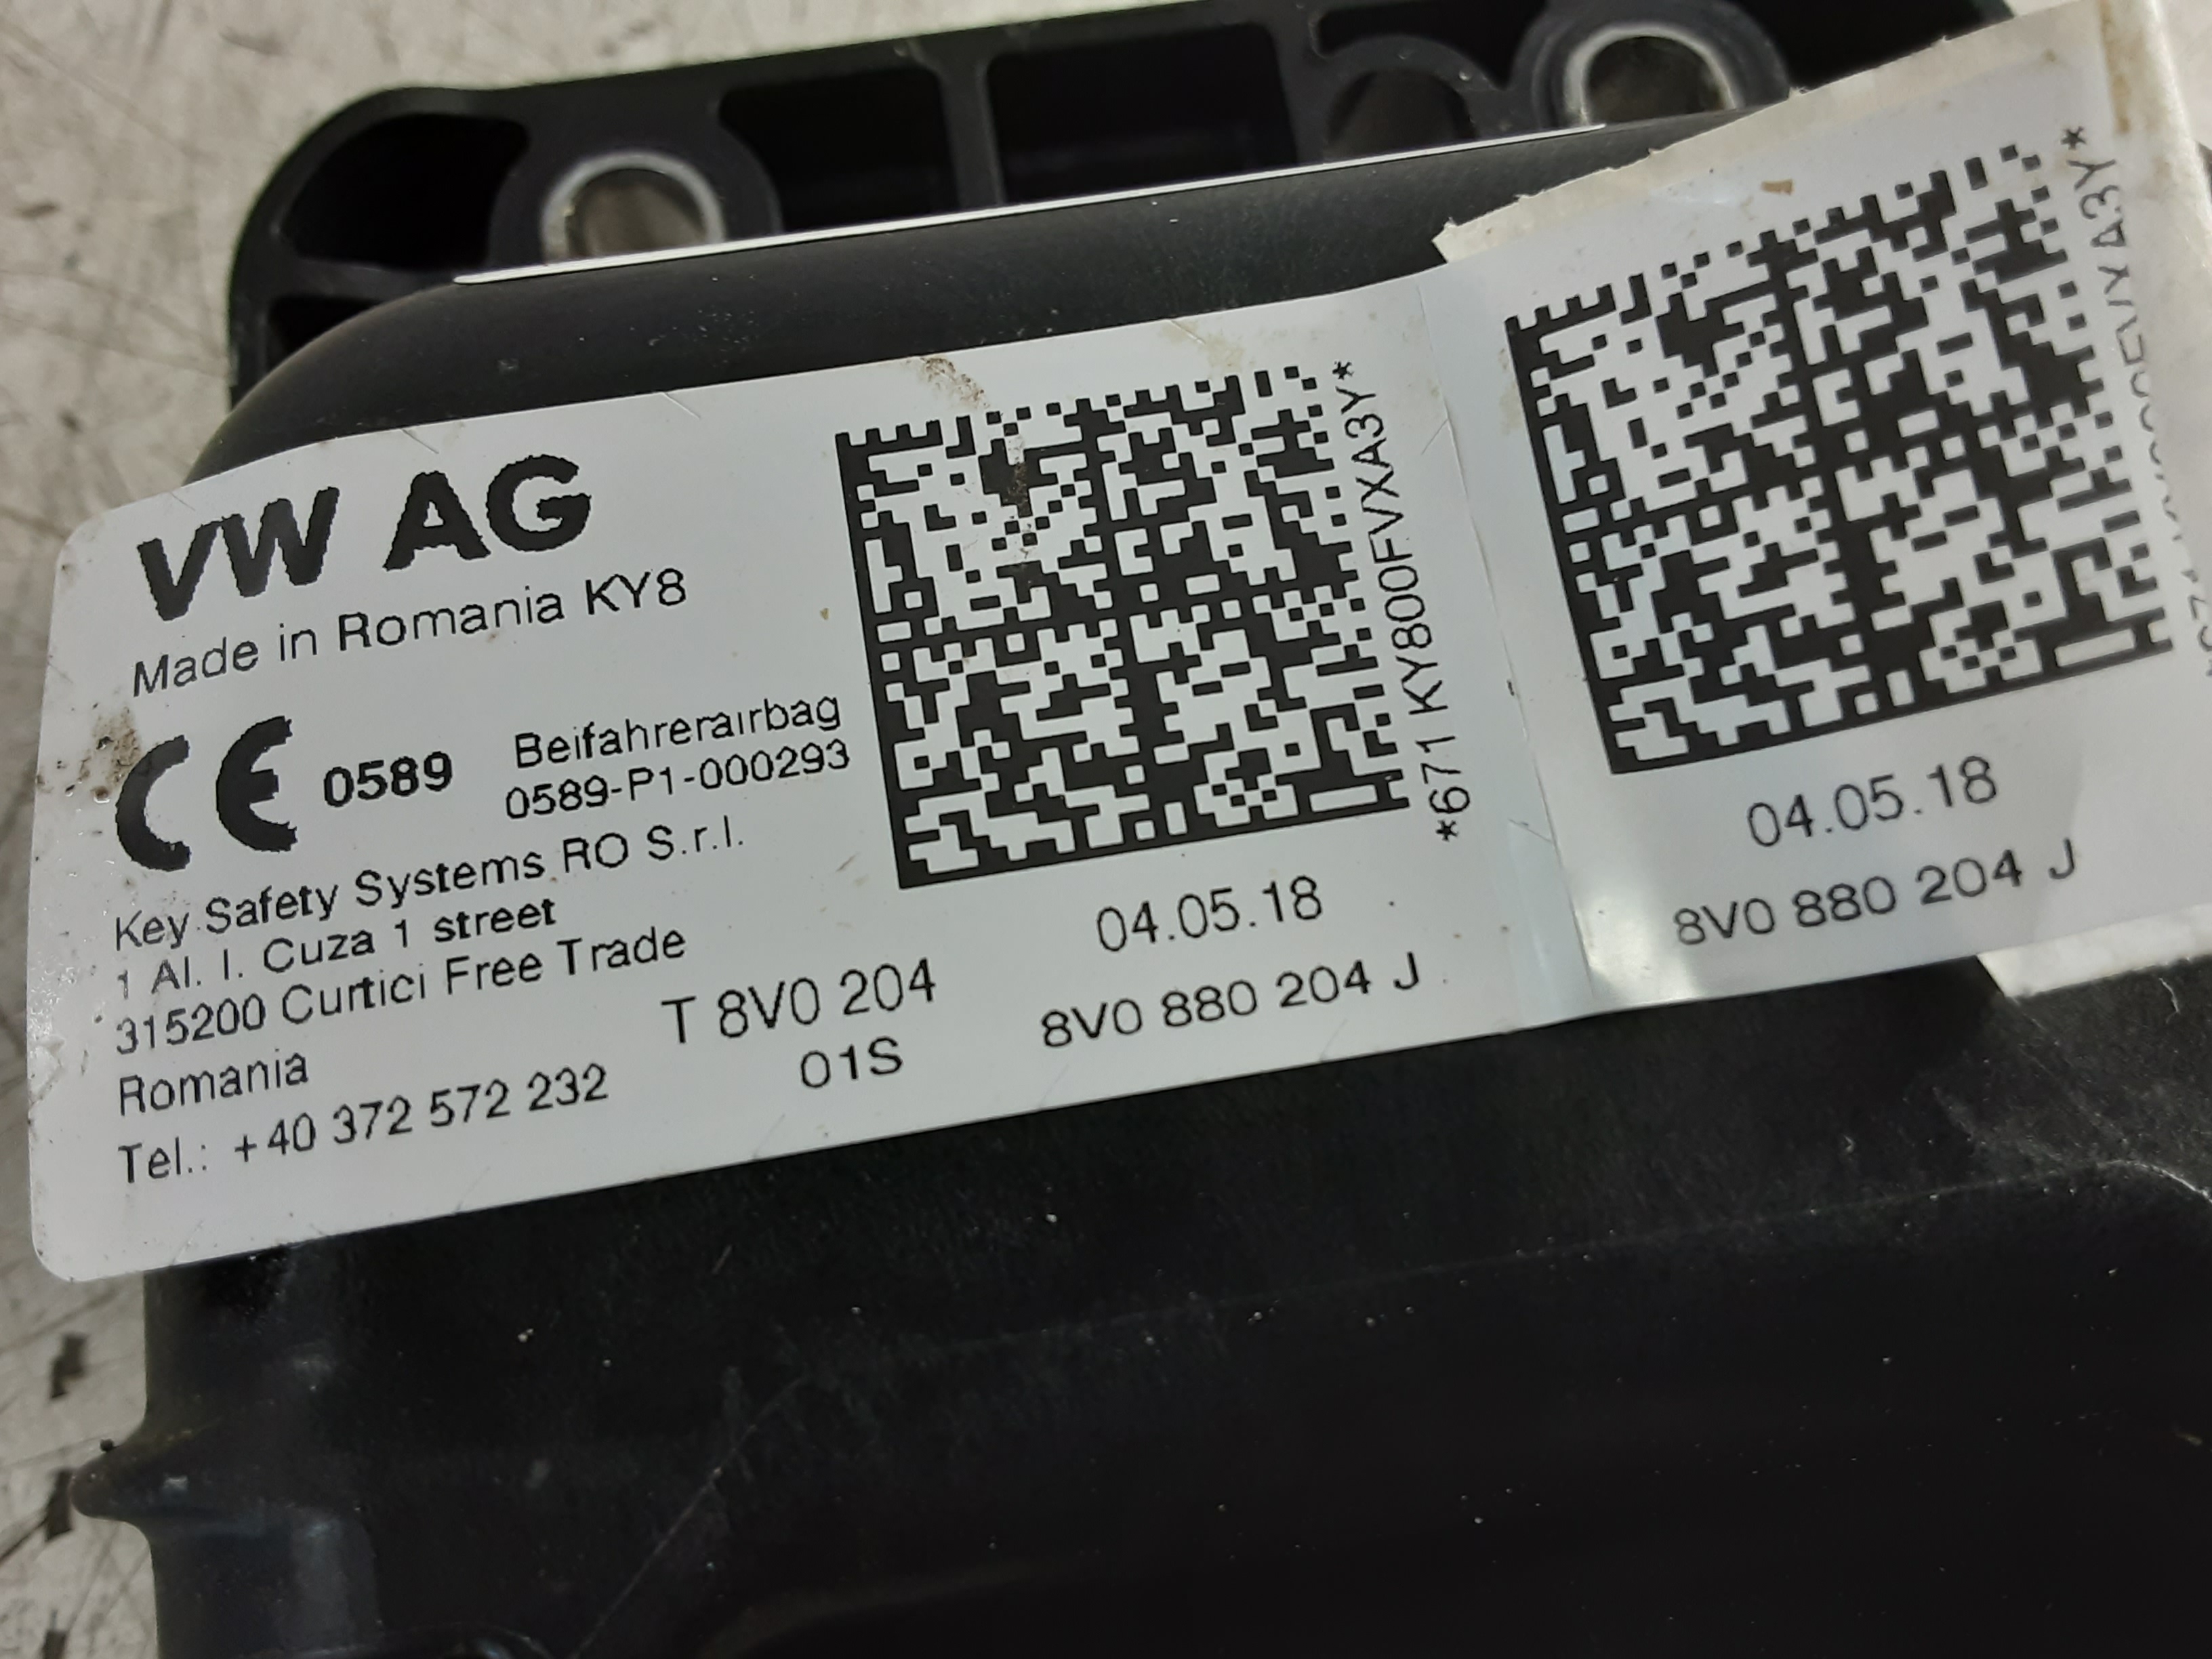 VW AG
Made in Romania KY8
CE 0589
Beifahrerairbag
0589-P1-000293
Key Safety Systems RO S.r.l.
1 Al. I. Cuza 1 street
315200 Curtici Free Trade
Romania
Tel.: +40 372 572 232
T 8V0 204
01S
*671 KY800FVXA3Y*
04.05.18
8V0 880 204 J
04.05.18
8V0 880 204 J